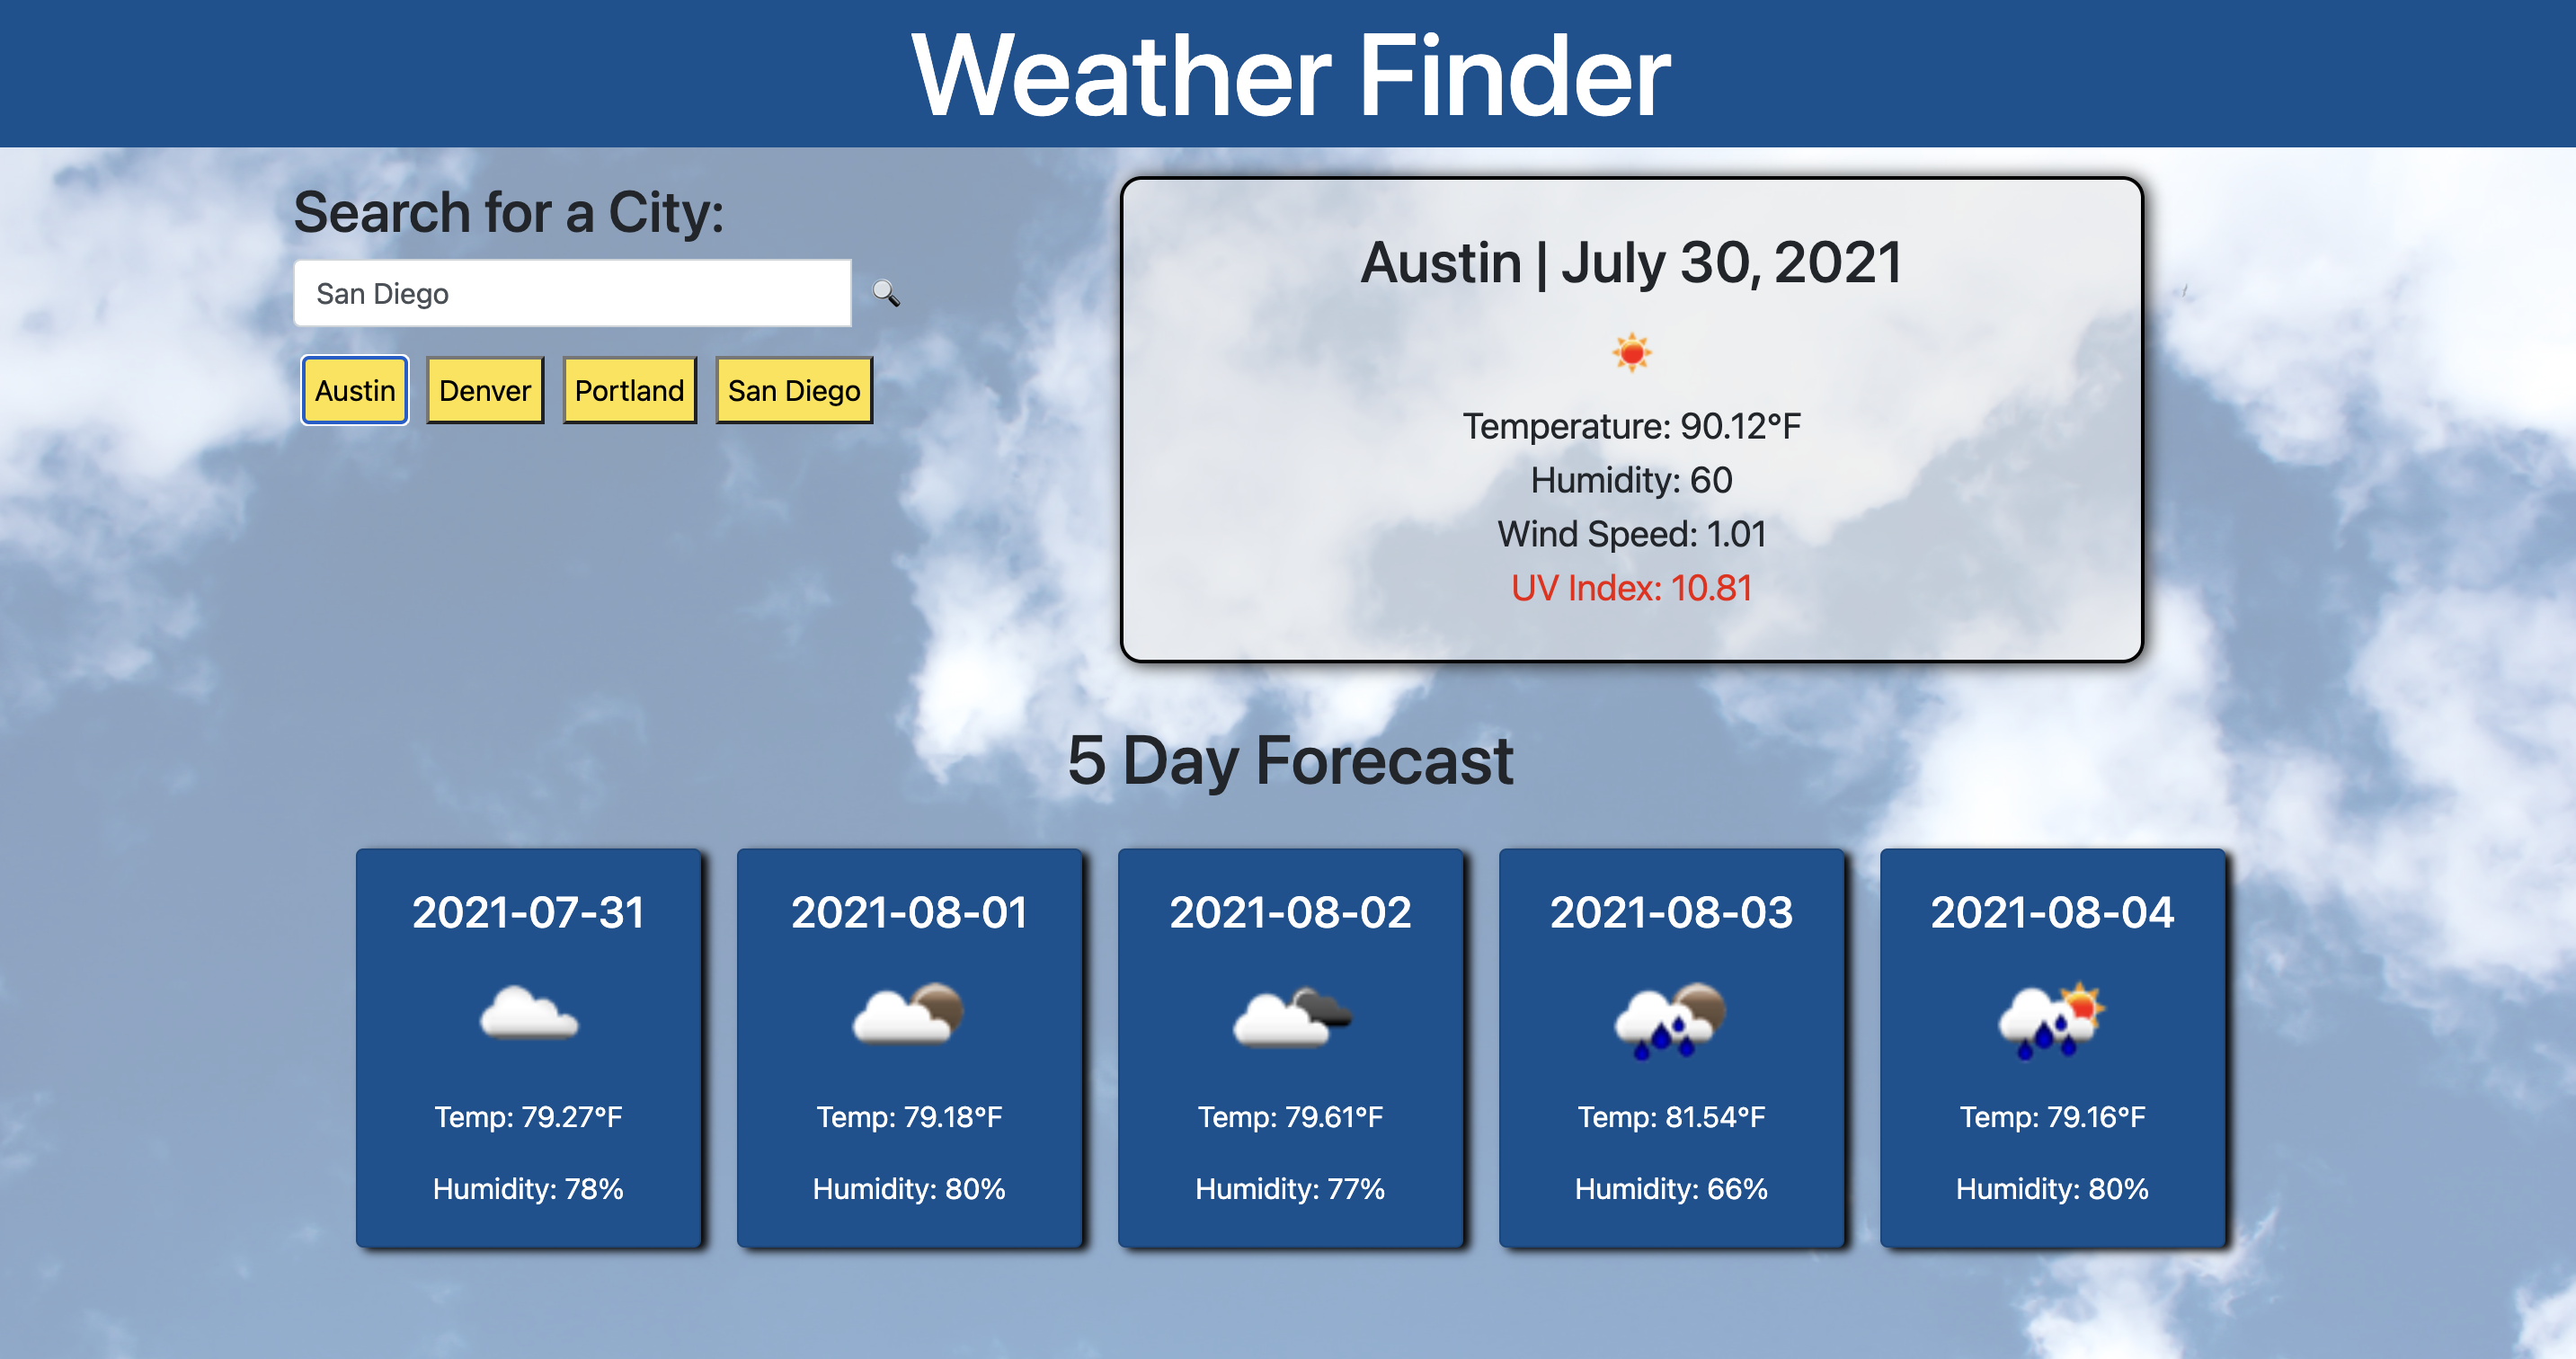 Weather Finder
Search for a City:
San Diego
Austin
Denver
Portland
San Diego
Austin | July 30, 2021
Temperature: 90.12°F
Humidity: 60
Wind Speed: 1.01
UV Index: 10.81
5 Day Forecast
2021-07-31
Temp: 79.27°F
Humidity: 78%
2021-08-01
Temp: 79.18°F
Humidity: 80%
2021-08-02
Temp: 79.61°F
Humidity: 77%
2021-08-03
Temp: 81.54°F
Humidity: 66%
2021-08-04
Temp: 79.16°F
Humidity: 80%